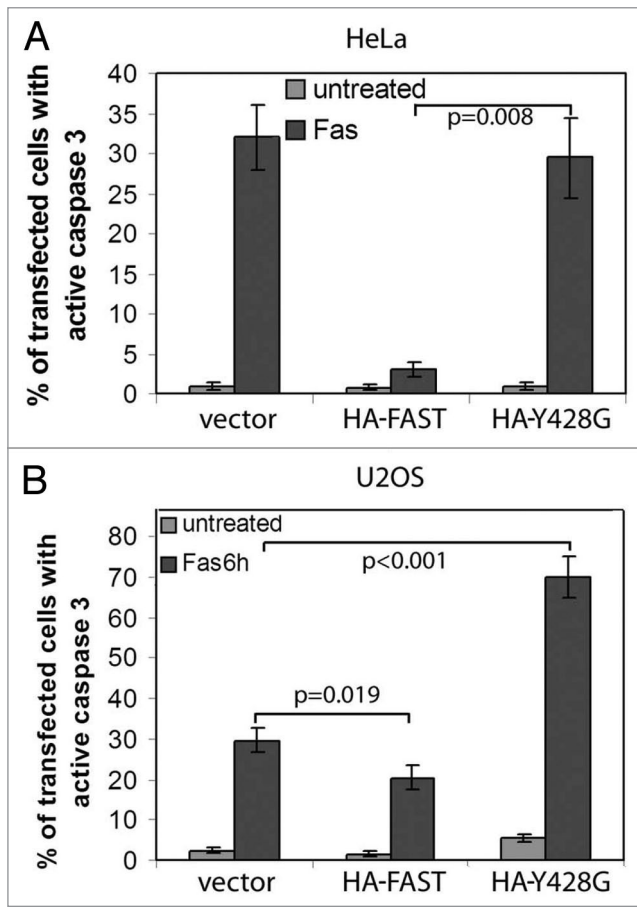 A
HeLa
% of transfected cells with
active caspase 3
40
35
30
25
20
15
10
5
0
untreated
Fas
p=0.008
vector
HA-FAST
HA-Y428G
B
U2OS
% of transfected cells with
active caspase 3
80
70
60
50
40
30
20
10
0
untreated
Fas6h
p<0.001
p=0.019
vector
HA-FAST
HA-Y428G